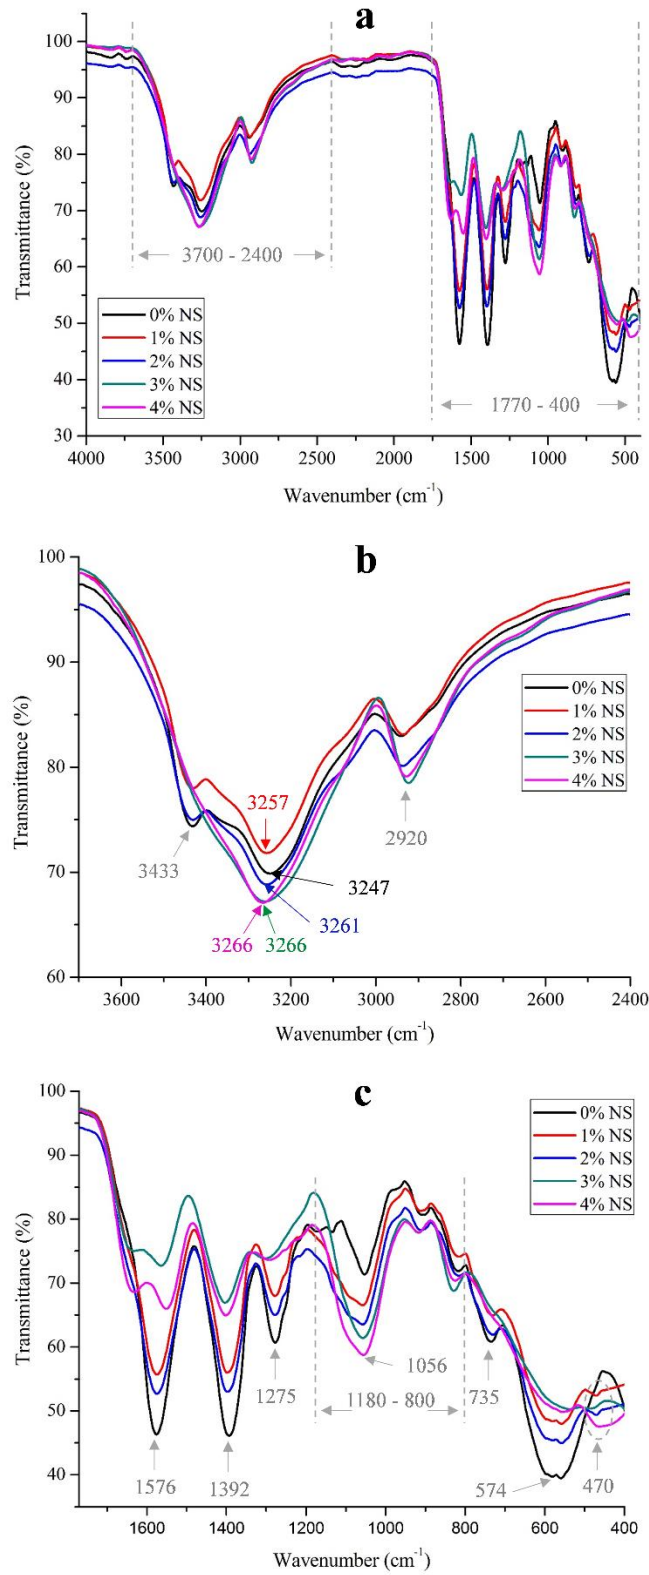 a
100
90
80
70
60
50
40
30
Transmittance (%)
3700 - 2400
1770 - 400
0% NS
1% NS
2% NS
3% NS
4% NS
4000 3500 3000 2500 2000 1500 1000 500
Wavenumber (cm⁻¹)
b
100
90
80
70
60
Transmittance (%)
0% NS
1% NS
2% NS
3% NS
4% NS
3257
3433
2920
3247
3261
3266 3266
3600 3400 3200 3000 2800 2600 2400
Wavenumber (cm⁻¹)
c
100
90
80
70
60
50
40
Transmittance (%)
0% NS
1% NS
2% NS
3% NS
4% NS
1056
1275
1180 - 800
735
1576
1392
574
470
1600 1400 1200 1000 800 600 400
Wavenumber (cm⁻¹)